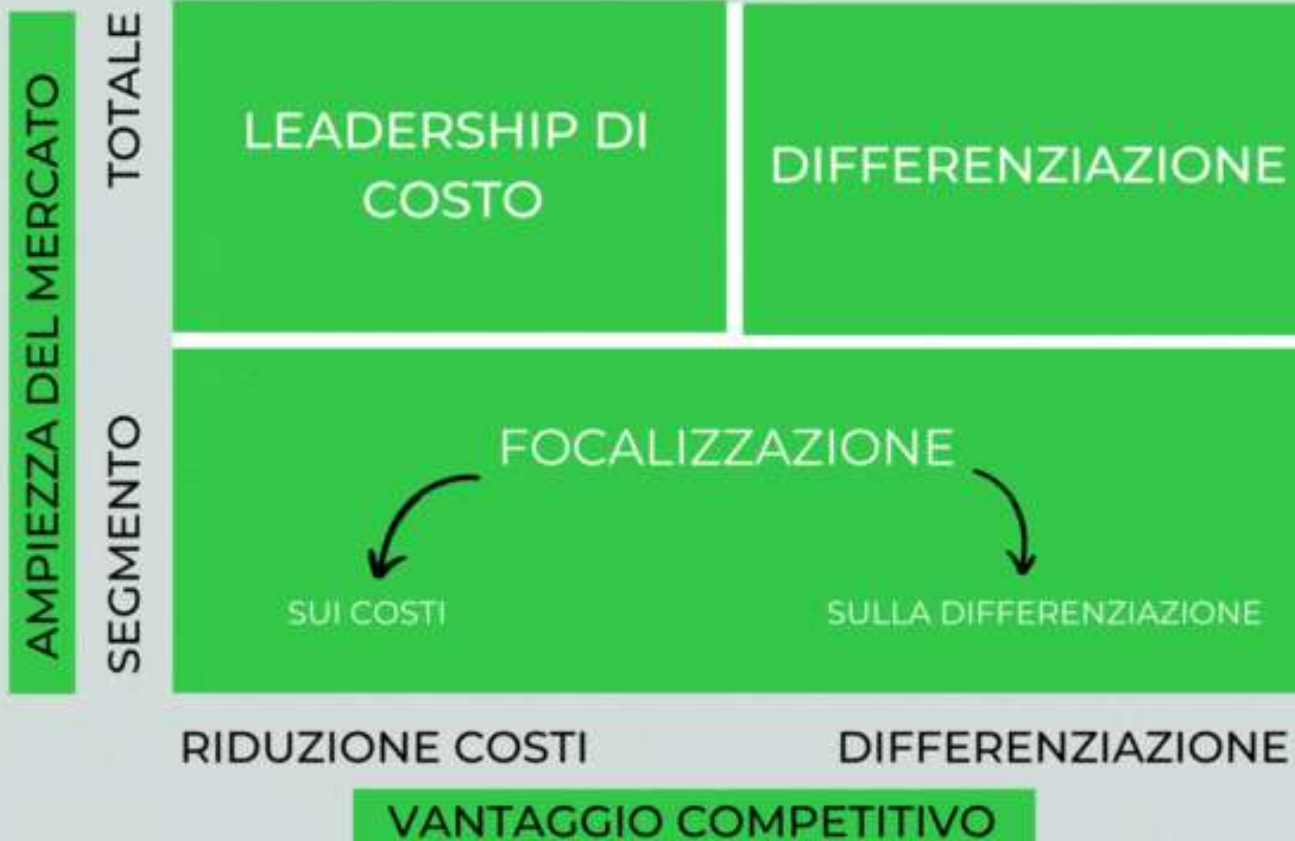 AMPIEZZA DEL MERCATO
TOTALE
SEGMENTO
LEADERSHIP DI
COSTO
DIFFERENZIAZIONE
FOCALIZZAZIONE
SUI COSTI
SULLA DIFFERENZIAZIONE
RIDUZIONE COSTI
DIFFERENZIAZIONE
VANTAGGIO COMPETITIVO